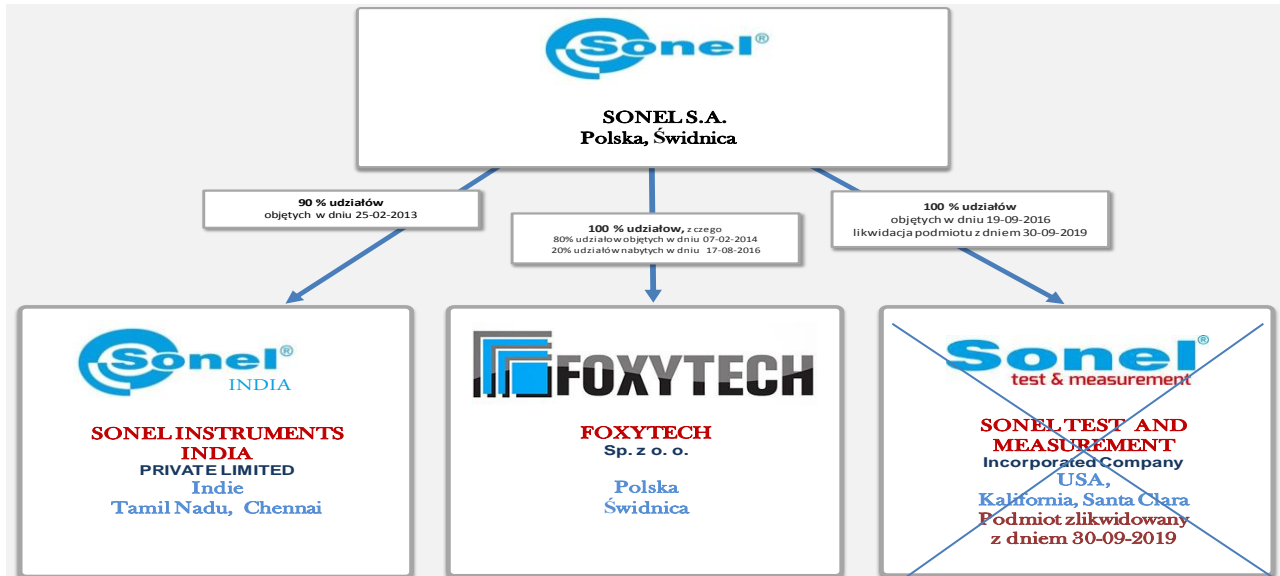 Sonel®
SONEL S.A.
Polska, Świdnica
90 % udziałów
objętych w dniu 25-02-2013
100 % udziałow, z czego
80% udziałow objętych w dniu 07-02-2014
20% udziałów nabytych w dniu 17-08-2016
100 % udziałów
objętych w dniu 19-09-2016
likwidacja podmiotu z dniem 30-09-2019
Sonel®
INDIA
SONEL INSTRUMENTS
INDIA
PRIVATE LIMITED
Indie
Tamil Nadu, Chennai
FOXYTECH
FOXYTECH
Sp. z o. o.
Polska
Świdnica
Sonel®
test & measurement
SONEL TEST AND
MEASUREMENT
Incorporated Company
USA,
Kalifornia, Santa Clara
Podmiot zlikwidowany
z dniem 30-09-2019